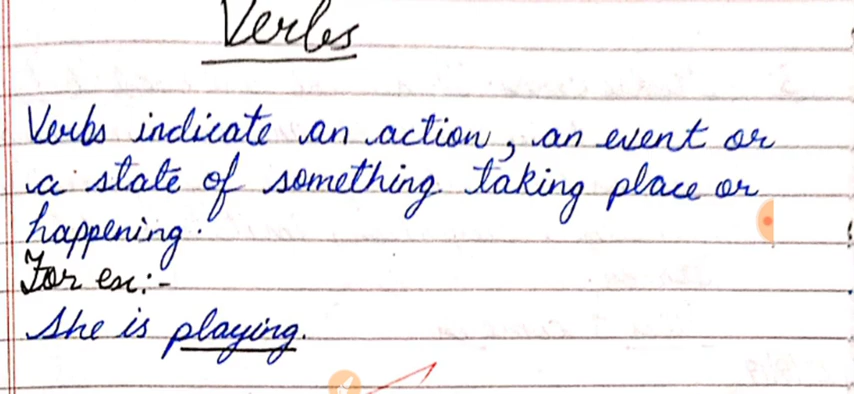 Verbs
Verbs indicate an action, an event or
a state of something taking place or
happening.
For ex:-
She is playing.